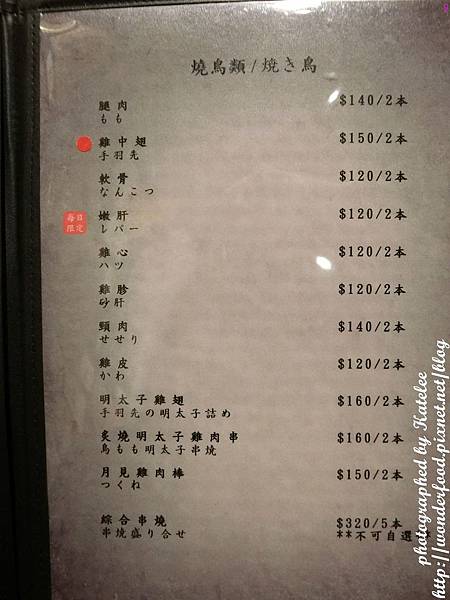 燒鳥類/焼き鳥
腿肉 $140/2本
もも
雞中翅 $150/2本
手羽先
軟骨 $120/2本
なんこつ
每日
限定
嫩肝 $120/2本
レバー
雞心 $120/2本
ハツ
雞胗 $120/2本
砂肝
頸肉 $140/2本
せせり
雞皮 $120/2本
かわ
明太子雞翅 $160/2本
手羽先の明太子詰め
炙燒明太子雞肉串 $160/2本
鳥もも明太子串焼
月見雞肉棒 $150/2本
つくね
綜合串燒 $320/5本
串焼盛り合せ **不可自選**
photographed by Katelee
http://wonderfood.pixnet.net/blog